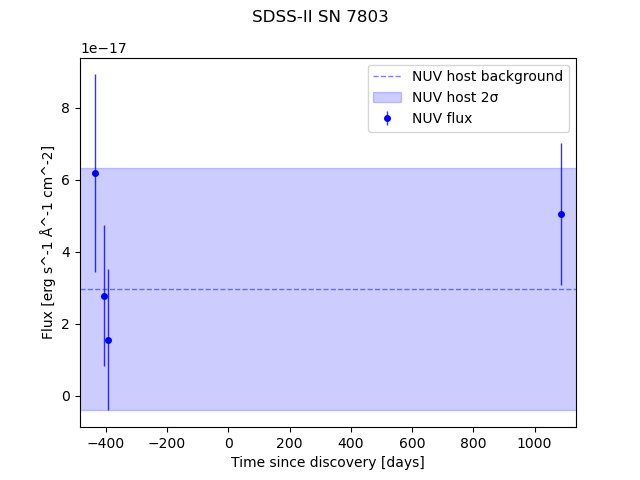 SDSS-II SN 7803
1e−17
NUV host background
NUV host 2σ
NUV flux
8
6
4
2
0
Flux [erg s^-1 Å^-1 cm^-2]
−400 −200 0 200 400 600 800 1000
Time since discovery [days]